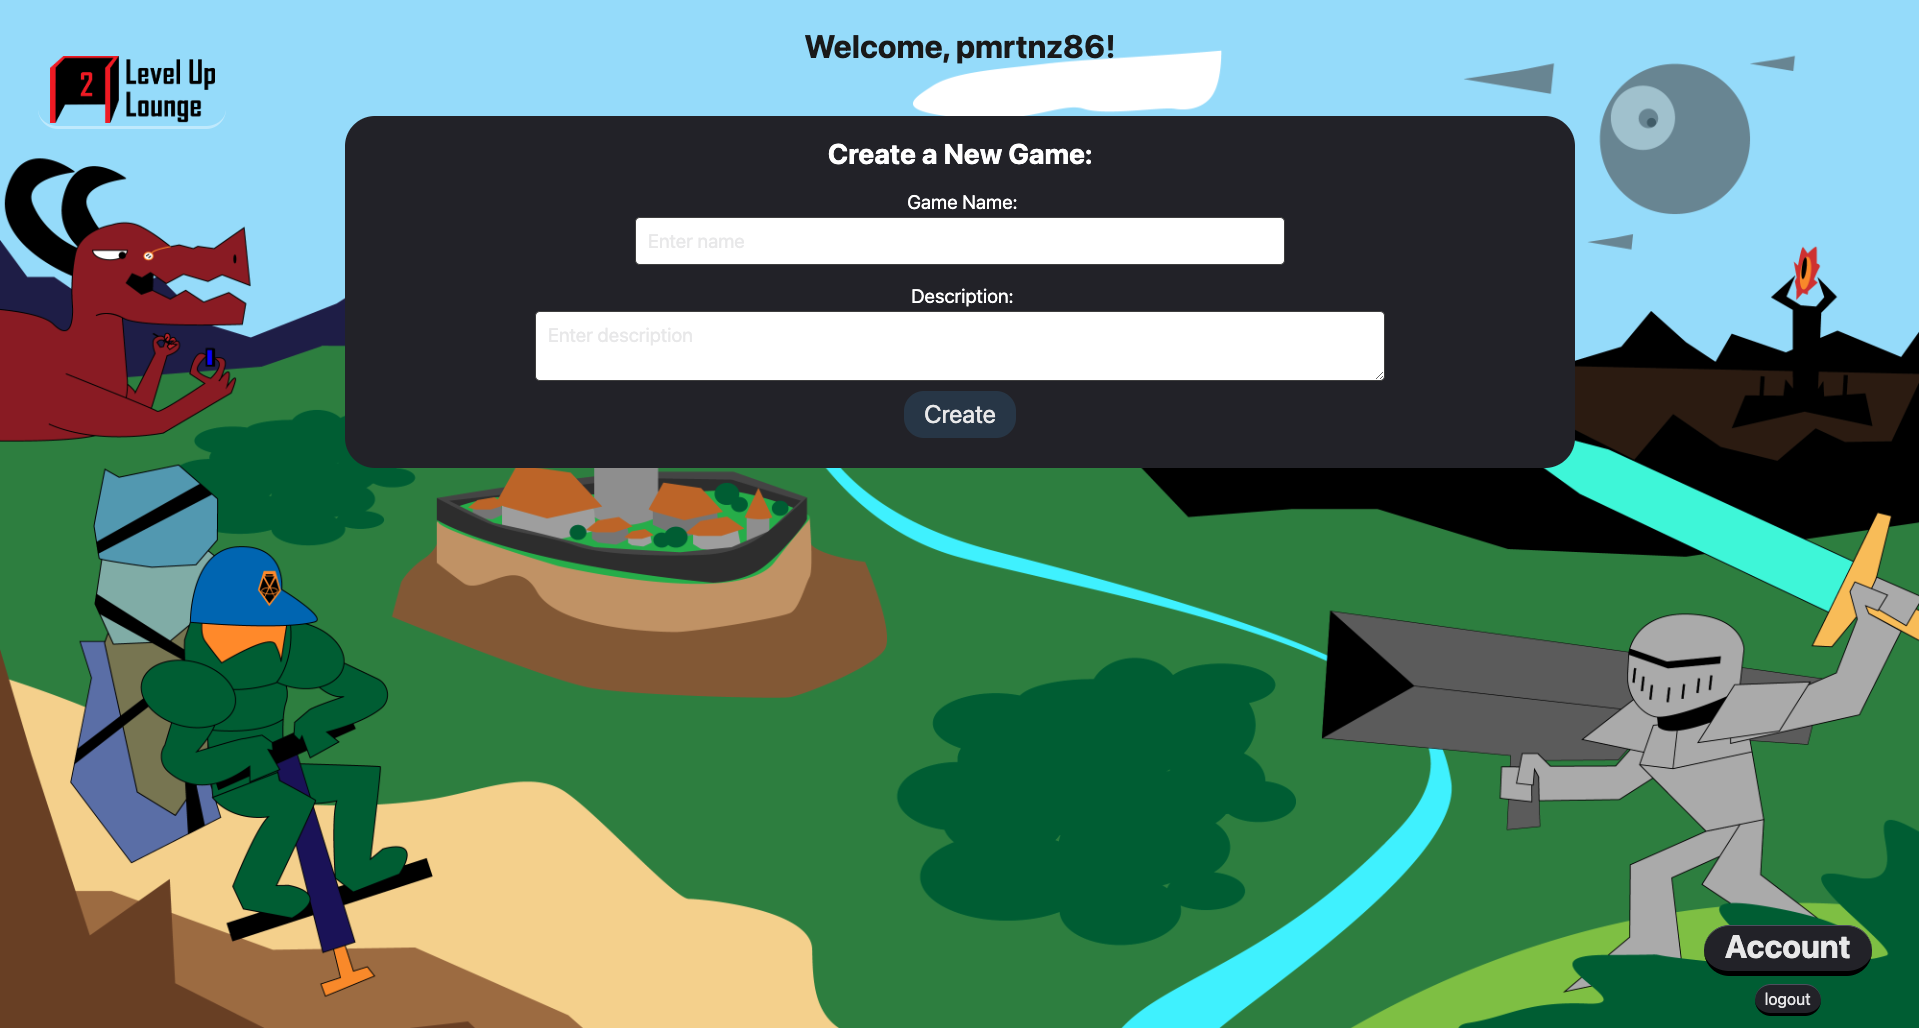 Welcome, pmrtnz86!
2
Level Up
Lounge
Create a New Game:
Game Name:
Enter name
Description:
Enter description
Create
Account
logout